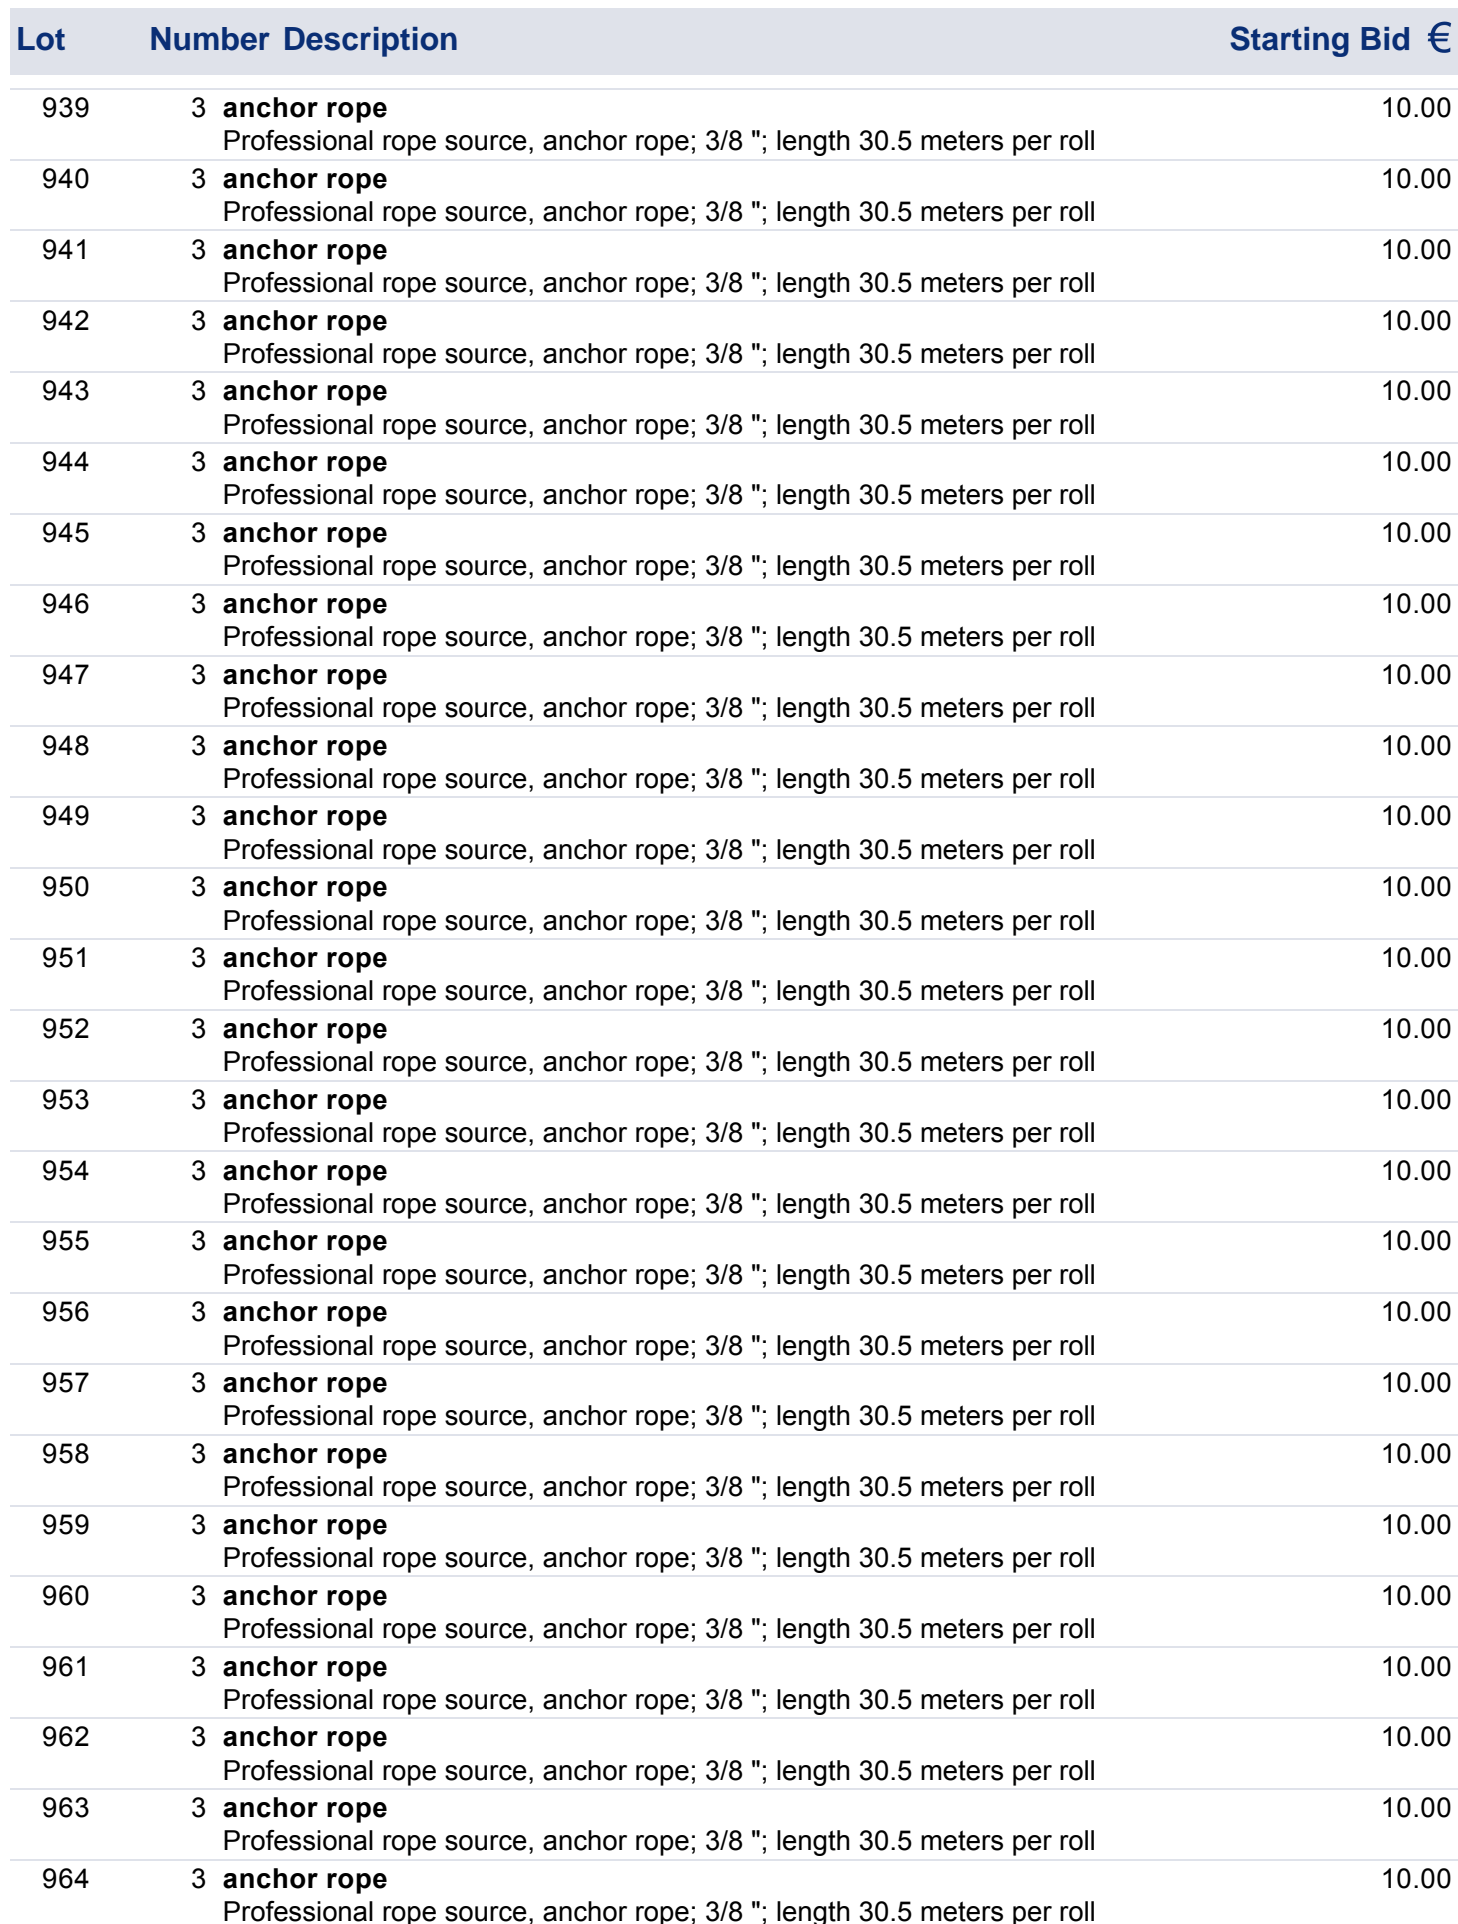 Lot Number Description Starting Bid €
939 3 anchor rope 10.00
Professional rope source, anchor rope; 3/8 "; length 30.5 meters per roll
940 3 anchor rope 10.00
Professional rope source, anchor rope; 3/8 "; length 30.5 meters per roll
941 3 anchor rope 10.00
Professional rope source, anchor rope; 3/8 "; length 30.5 meters per roll
942 3 anchor rope 10.00
Professional rope source, anchor rope; 3/8 "; length 30.5 meters per roll
943 3 anchor rope 10.00
Professional rope source, anchor rope; 3/8 "; length 30.5 meters per roll
944 3 anchor rope 10.00
Professional rope source, anchor rope; 3/8 "; length 30.5 meters per roll
945 3 anchor rope 10.00
Professional rope source, anchor rope; 3/8 "; length 30.5 meters per roll
946 3 anchor rope 10.00
Professional rope source, anchor rope; 3/8 "; length 30.5 meters per roll
947 3 anchor rope 10.00
Professional rope source, anchor rope; 3/8 "; length 30.5 meters per roll
948 3 anchor rope 10.00
Professional rope source, anchor rope; 3/8 "; length 30.5 meters per roll
949 3 anchor rope 10.00
Professional rope source, anchor rope; 3/8 "; length 30.5 meters per roll
950 3 anchor rope 10.00
Professional rope source, anchor rope; 3/8 "; length 30.5 meters per roll
951 3 anchor rope 10.00
Professional rope source, anchor rope; 3/8 "; length 30.5 meters per roll
952 3 anchor rope 10.00
Professional rope source, anchor rope; 3/8 "; length 30.5 meters per roll
953 3 anchor rope 10.00
Professional rope source, anchor rope; 3/8 "; length 30.5 meters per roll
954 3 anchor rope 10.00
Professional rope source, anchor rope; 3/8 "; length 30.5 meters per roll
955 3 anchor rope 10.00
Professional rope source, anchor rope; 3/8 "; length 30.5 meters per roll
956 3 anchor rope 10.00
Professional rope source, anchor rope; 3/8 "; length 30.5 meters per roll
957 3 anchor rope 10.00
Professional rope source, anchor rope; 3/8 "; length 30.5 meters per roll
958 3 anchor rope 10.00
Professional rope source, anchor rope; 3/8 "; length 30.5 meters per roll
959 3 anchor rope 10.00
Professional rope source, anchor rope; 3/8 "; length 30.5 meters per roll
960 3 anchor rope 10.00
Professional rope source, anchor rope; 3/8 "; length 30.5 meters per roll
961 3 anchor rope 10.00
Professional rope source, anchor rope; 3/8 "; length 30.5 meters per roll
962 3 anchor rope 10.00
Professional rope source, anchor rope; 3/8 "; length 30.5 meters per roll
963 3 anchor rope 10.00
Professional rope source, anchor rope; 3/8 "; length 30.5 meters per roll
964 3 anchor rope 10.00
Professional rope source, anchor rope; 3/8 "; length 30.5 meters per roll